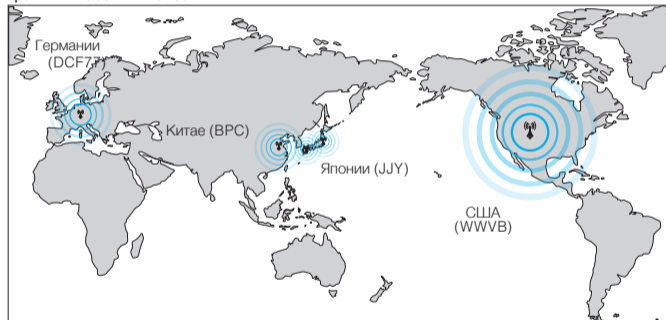 Германии
(DCF77)
Китае (BPC)
Японии (JJY)
США
(WWVB)